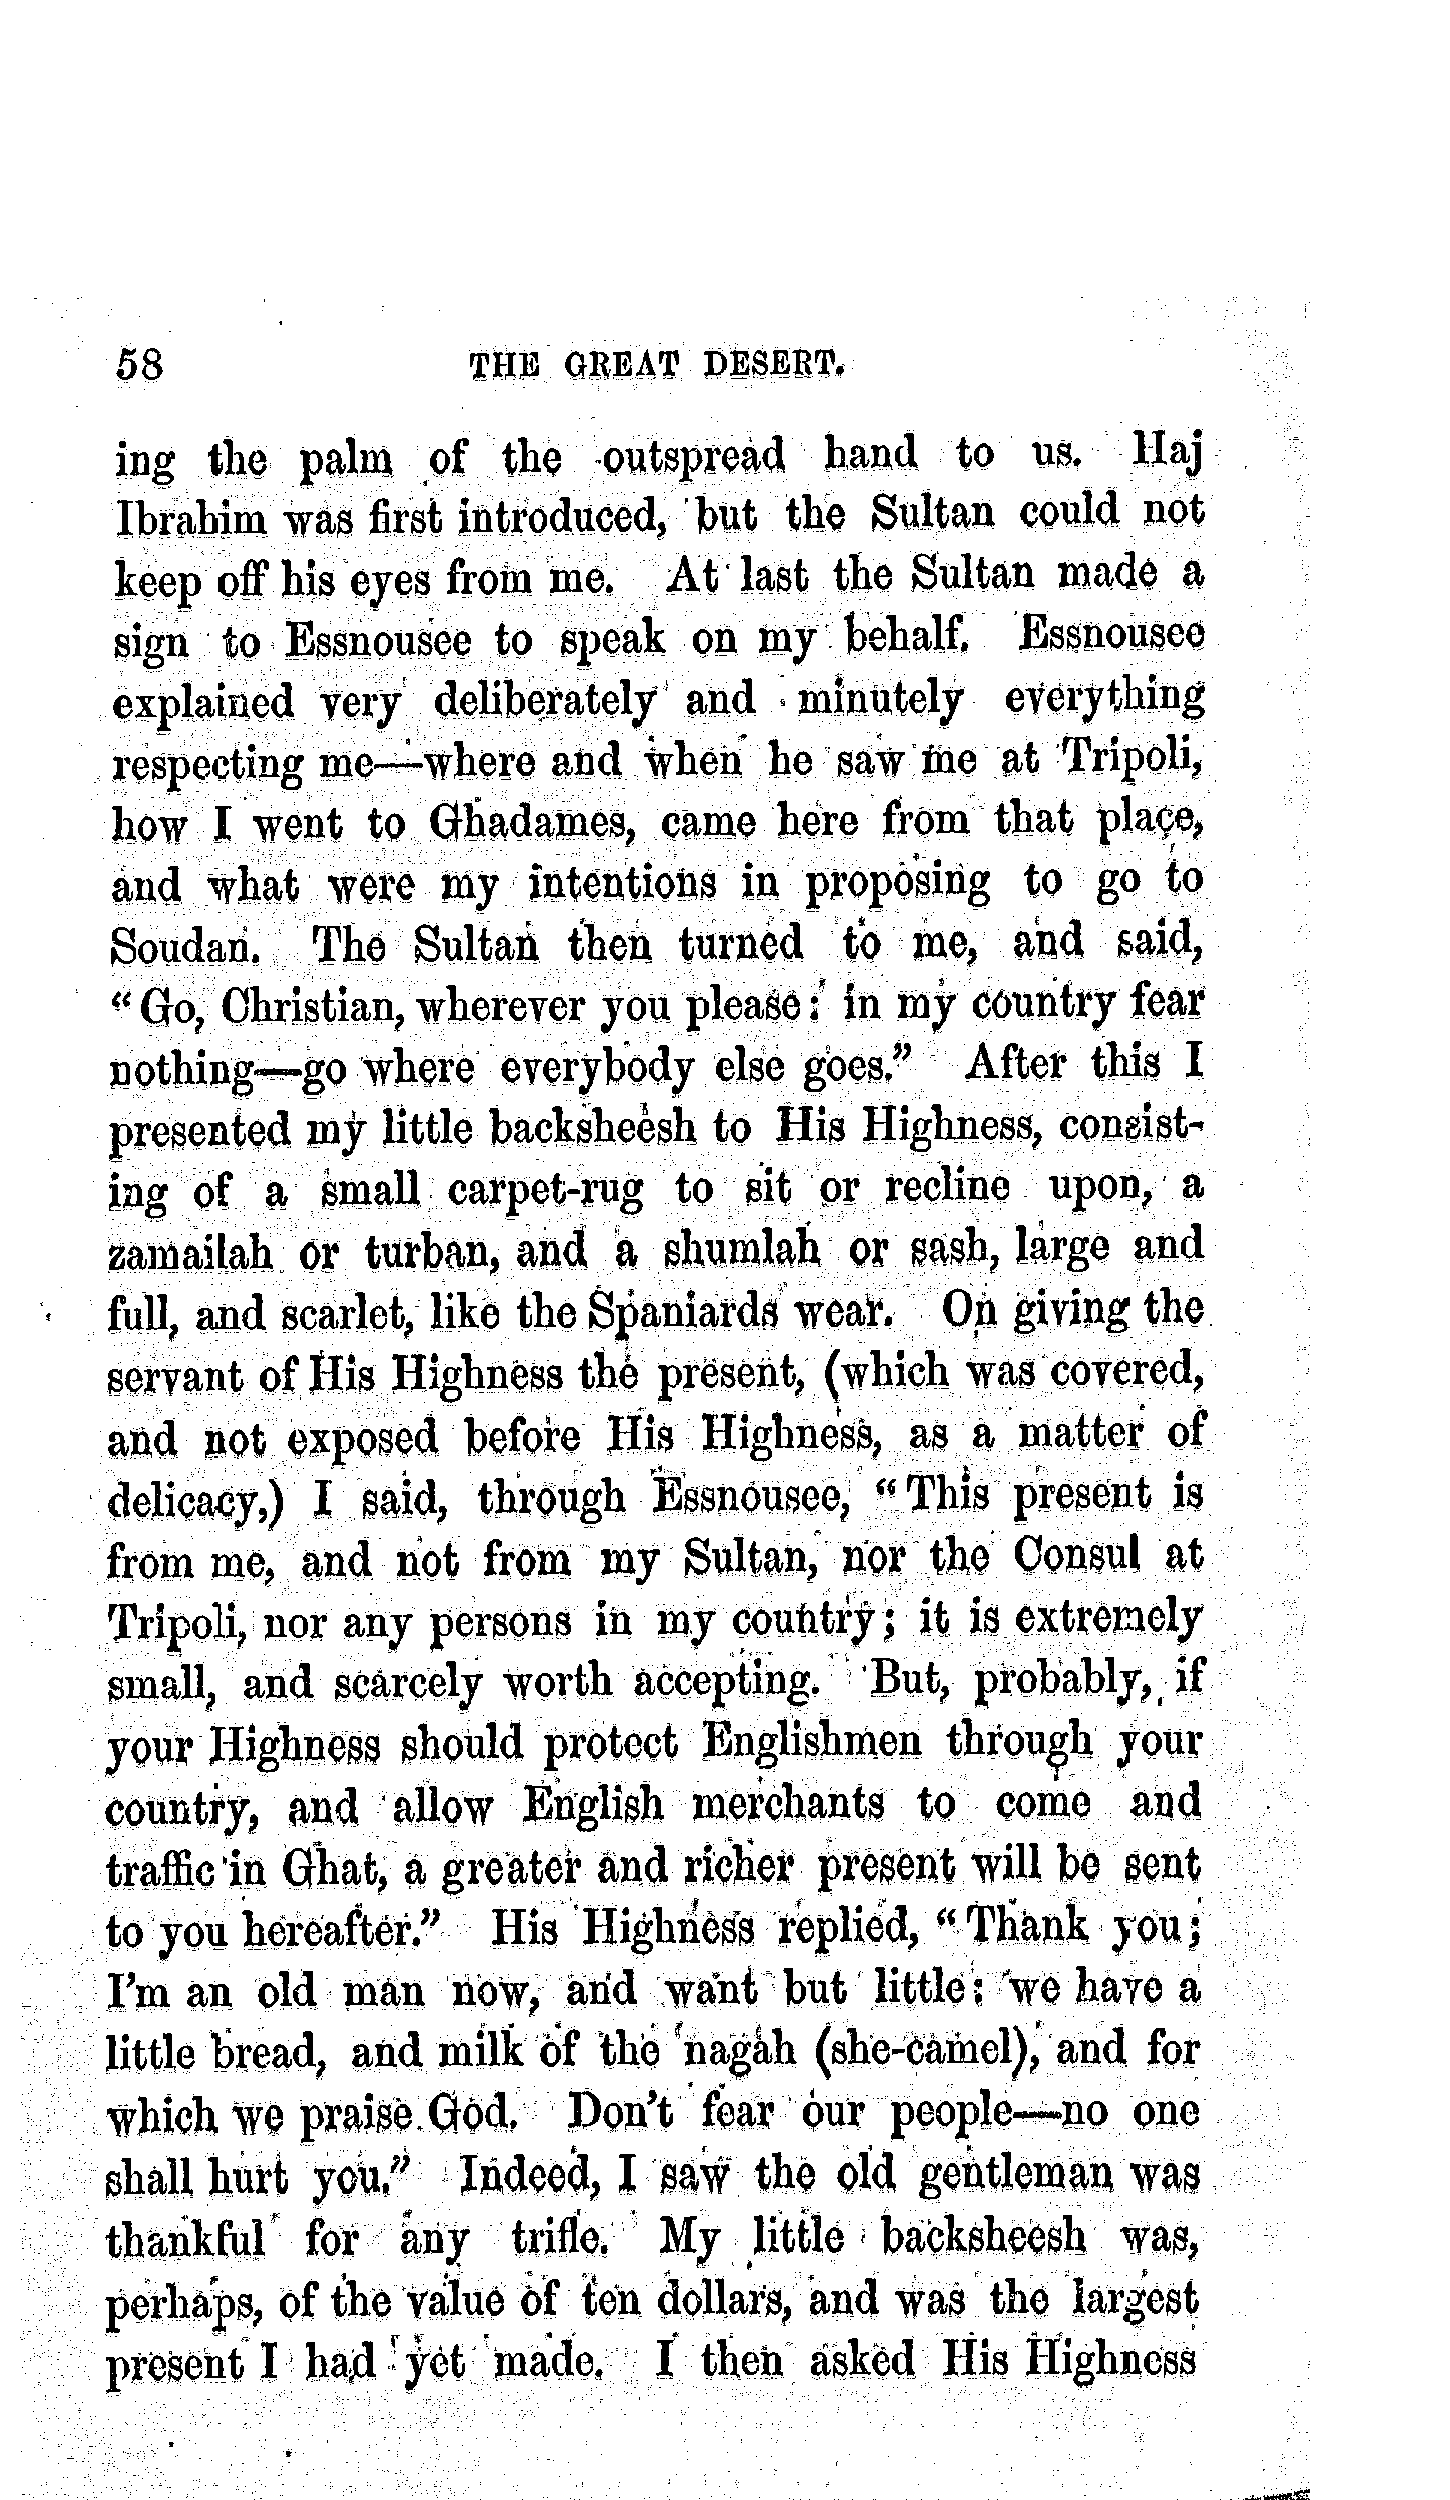 58 THE GREAT DESERT.
ing the palm of the outspread hand to us. Haj
Ibrahim was first introduced, but the Sultan could not
keep off his eyes from me. At last the Sultan made a
sign to Essnousee to speak on my behalf. Essnousee
explained very deliberately and minutely everything
respecting me—where and when he saw me at Tripoli,
how I went to Ghadames, came here from that place,
and what were my intentions in proposing to go to
Soudan. The Sultan then turned to me, and said,
“Go, Christian, wherever you please: in my country fear
nothing—go where everybody else goes.” After this I
presented my little backsheesh to His Highness, consist-
ing of a small carpet-rug to sit or recline upon, a
zamailah or turban, and a shumlah or sash, large and
full, and scarlet, like the Spaniards wear. On giving the
servant of His Highness the present, (which was covered,
and not exposed before His Highness, as a matter of
delicacy,) I said, through Essnousee, “This present is
from me, and not from my Sultan, nor the Consul at
Tripoli, nor any persons in my country; it is extremely
small, and scarcely worth accepting. But, probably, if
your Highness should protect Englishmen through your
country, and allow English merchants to come and
traffic in Ghat, a greater and richer present will be sent
to you hereafter.” His Highness replied, “Thank you;
I'm an old man now, and want but little: we have a
little bread, and milk of the nagah (she-camel), and for
which we praise God. Don't fear our people—no one
shall hurt you.” Indeed, I saw the old gentleman was
thankful for any trifle. My little backsheesh was,
perhaps, of the value of ten dollars, and was the largest
present I had yet made. I then asked His Highness